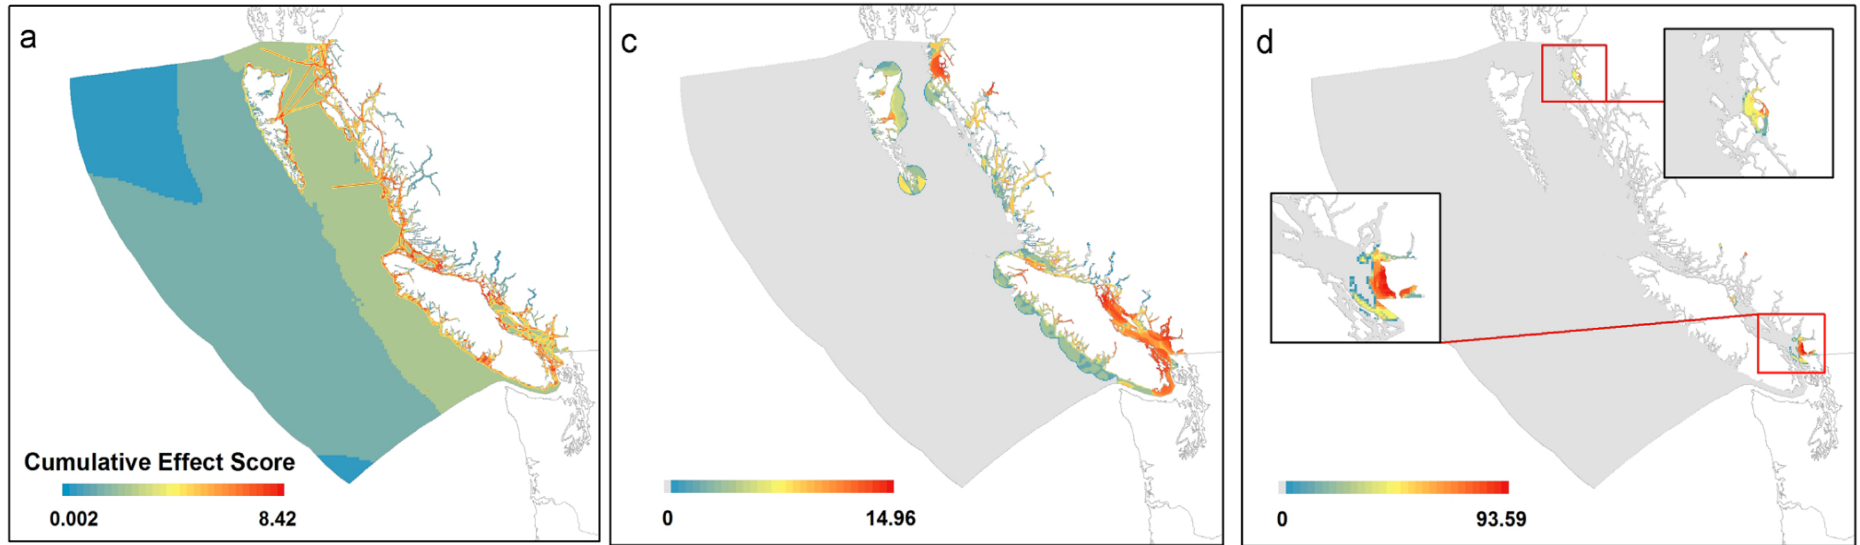 a
Cumulative Effect Score
0.002 8.42
c
0 14.96
d
0 93.59